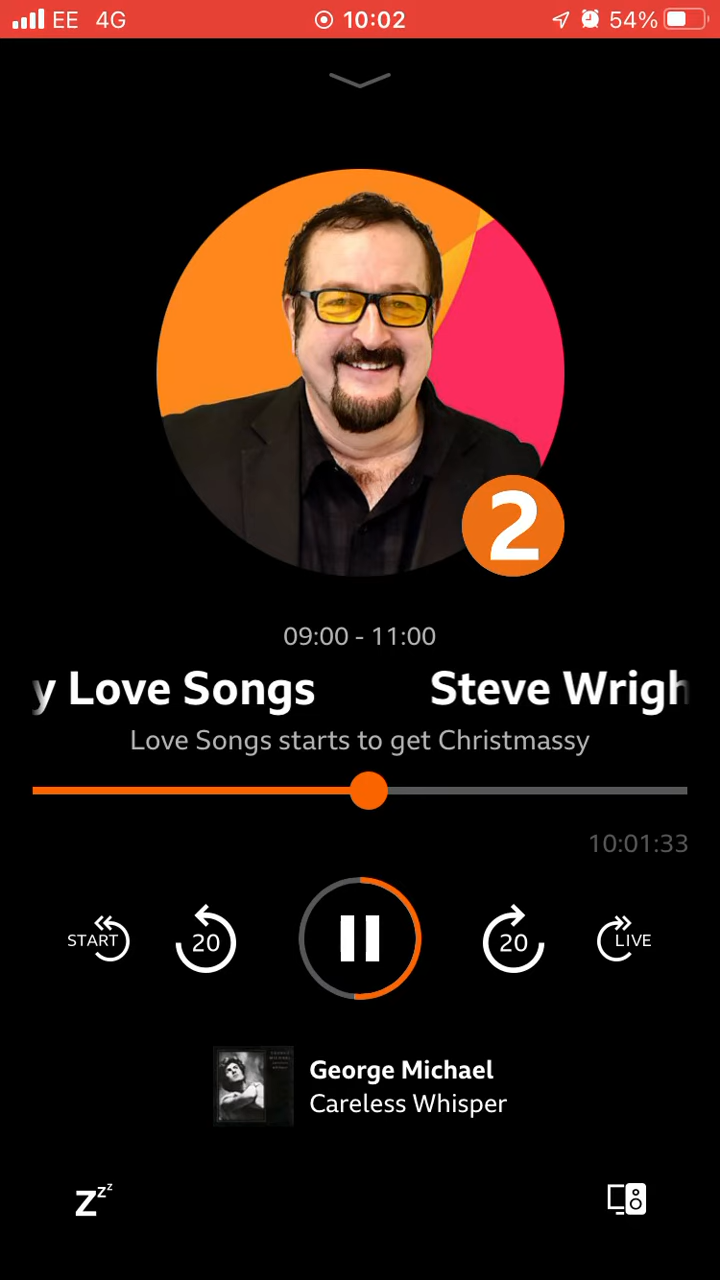 EE 4G 10:02 54%
2
09:00 - 11:00
y Love Songs Steve Wrigh
Love Songs starts to get Christmassy
10:01:33
START 20 20 LIVE
George Michael
Careless Whisper
Zzz